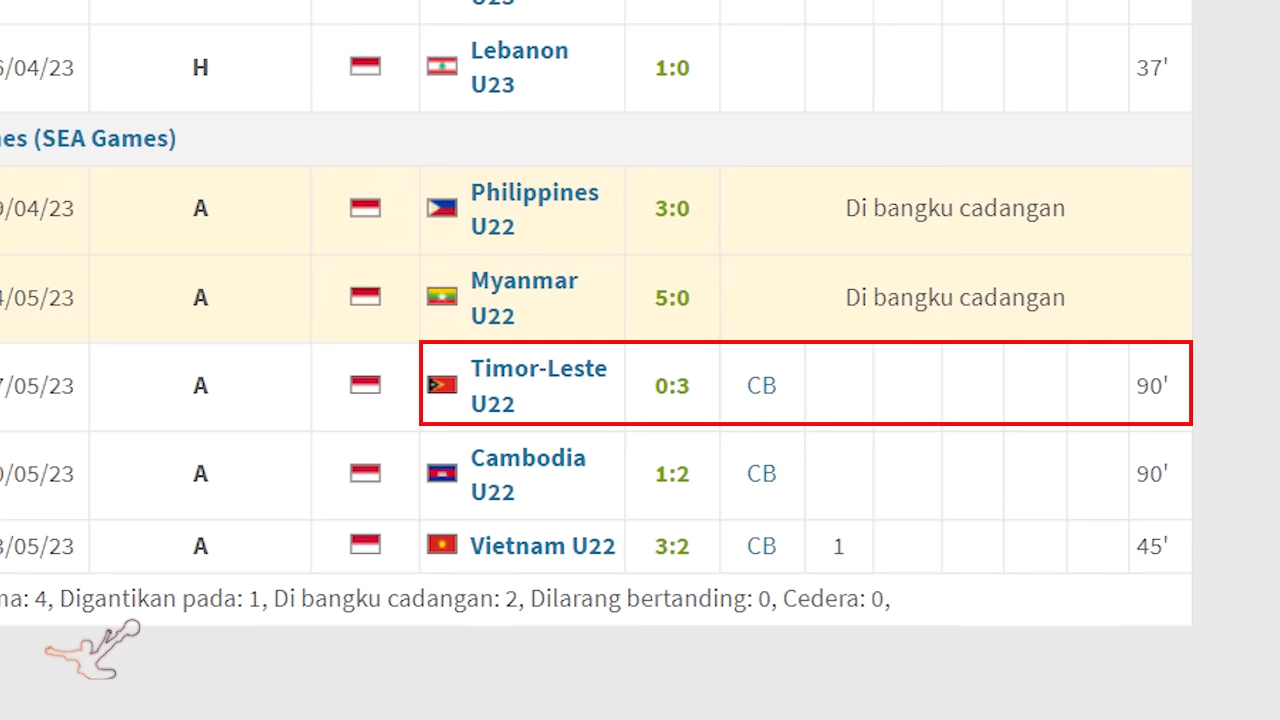 U23
6/04/23 H Lebanon U23 1:0 37'
nes (SEA Games)
9/04/23 A Philippines U22 3:0 Di bangku cadangan
4/05/23 A Myanmar U22 5:0 Di bangku cadangan
7/05/23 A Timor-Leste U22 0:3 CB 90'
0/05/23 A Cambodia U22 1:2 CB 90'
3/05/23 A Vietnam U22 3:2 CB 1 45'
ma: 4, Digantikan pada: 1, Di bangku cadangan: 2, Dilarang bertanding: 0, Cedera: 0,